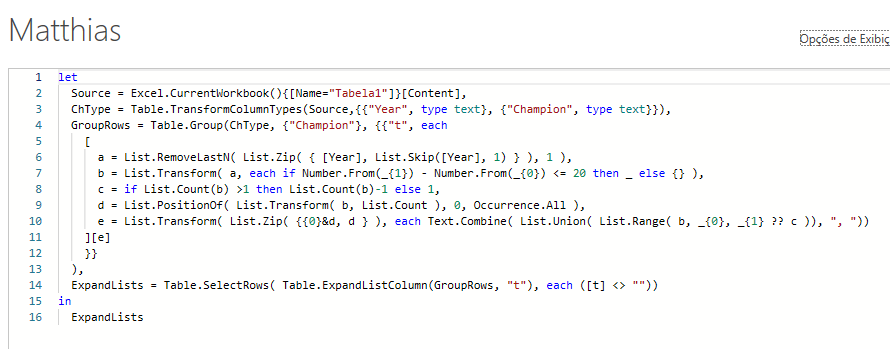 Matthias
Opções de Exibiç
1 let
2 Source = Excel.CurrentWorkbook(){[Name="Tabela1"]}[Content],
3 ChType = Table.TransformColumnTypes(Source,{{"Year", type text}, {"Champion", type text}}),
4 GroupRows = Table.Group(ChType, {"Champion"}, {{"t", each
5 [
6 a = List.RemoveLastN( List.Zip( { [Year], List.Skip([Year], 1) } ), 1 ),
7 b = List.Transform( a, each if Number.From(_{1}) - Number.From(_{0}) <= 20 then _ else {} ),
8 c = if List.Count(b) >1 then List.Count(b)-1 else 1,
9 d = List.PositionOf( List.Transform( b, List.Count ), 0, Occurrence.All ),
10 e = List.Transform( List.Zip( {{0}&d, d } ), each Text.Combine( List.Union( List.Range( b, _{0}, _{1} ?? c )), ", "))
11 ][e]
12 }}
13 ),
14 ExpandLists = Table.SelectRows( Table.ExpandListColumn(GroupRows, "t"), each ([t] <> ""))
15 in
16 ExpandLists